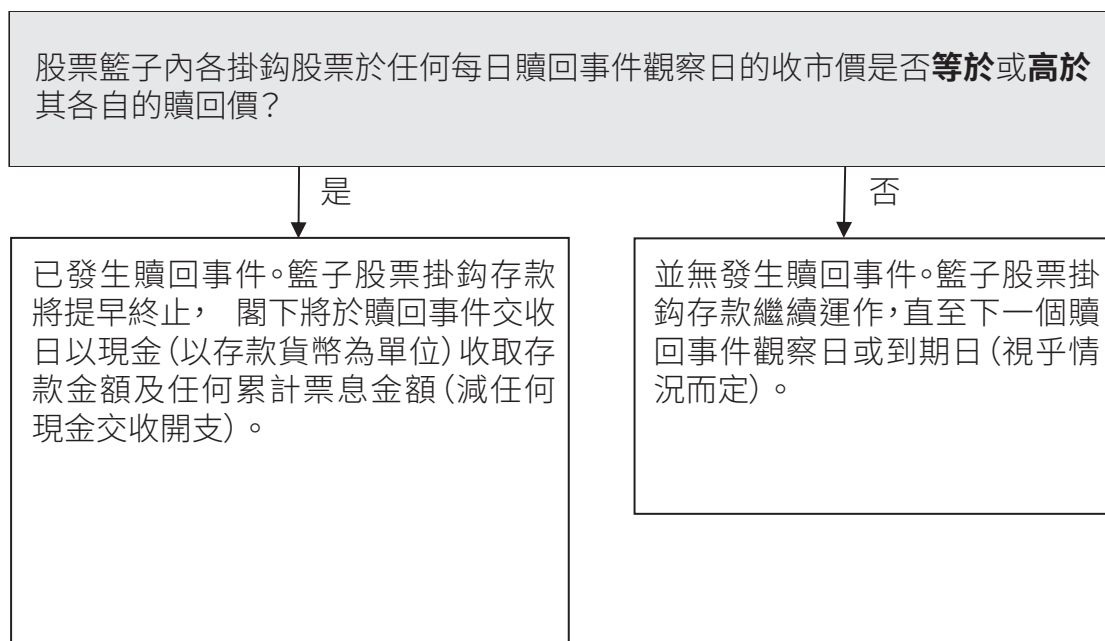 股票籃子內各掛鈎股票於任何每日贖回事件觀察日的收市價是否等於或高於
其各自的贖回價？
是
否
已發生贖回事件。籃子股票掛鈎存款
將提早終止，　閣下將於贖回事件交收
日以現金（以存款貨幣為單位）收取存
款金額及任何累計票息金額（減任何
現金交收開支）。
並無發生贖回事件。籃子股票掛
鈎存款繼續運作，直至下一個贖
回事件觀察日或到期日（視乎情
況而定）。